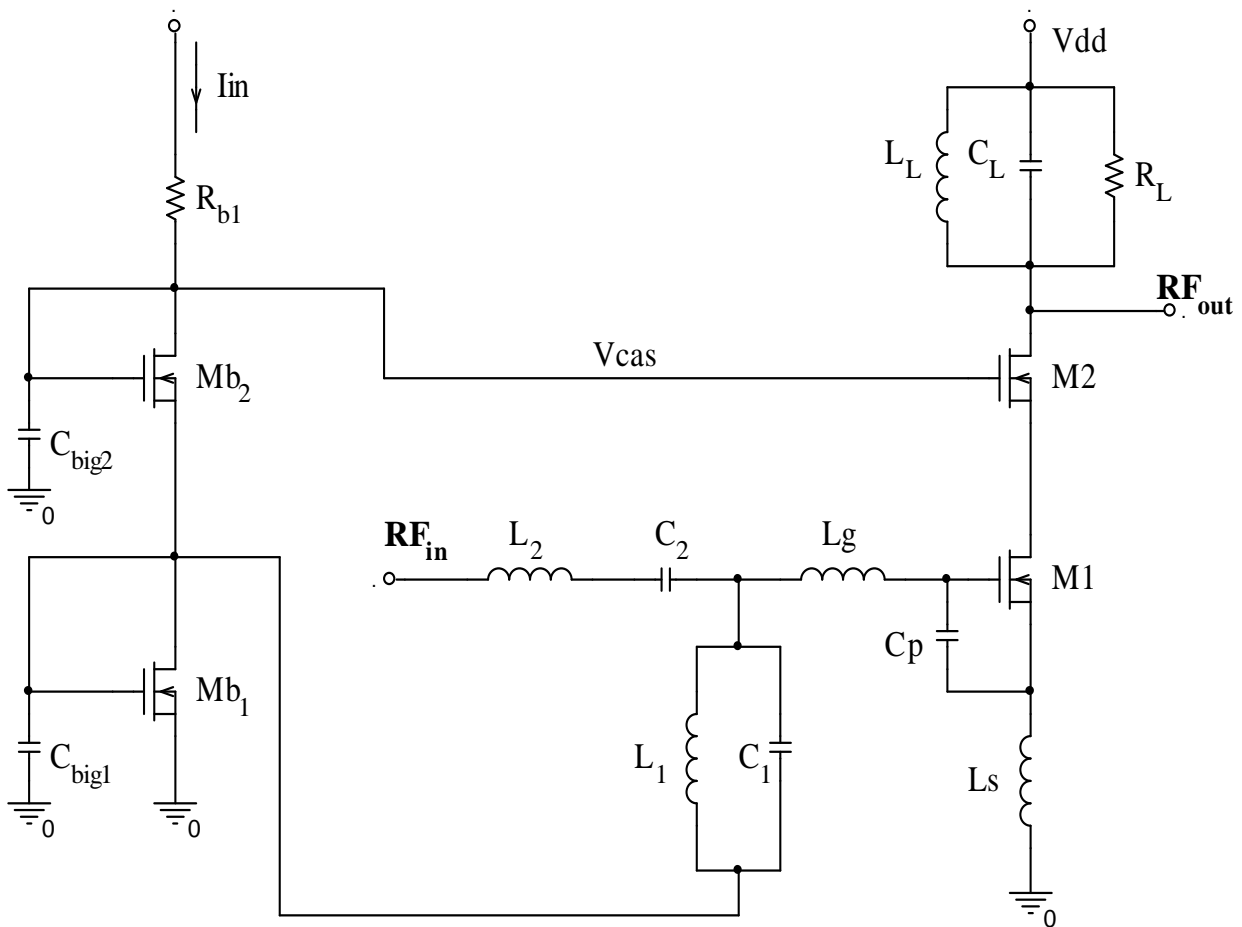 Iin
Vdd
R_b1
L_L
C_L
R_L
RF_out
Mb_2
Vcas
M2
C_big2
0
RF_in
L_2
C_2
Lg
M1
Cp
Mb_1
C_big1
L_1
C_1
Ls
0
0
0